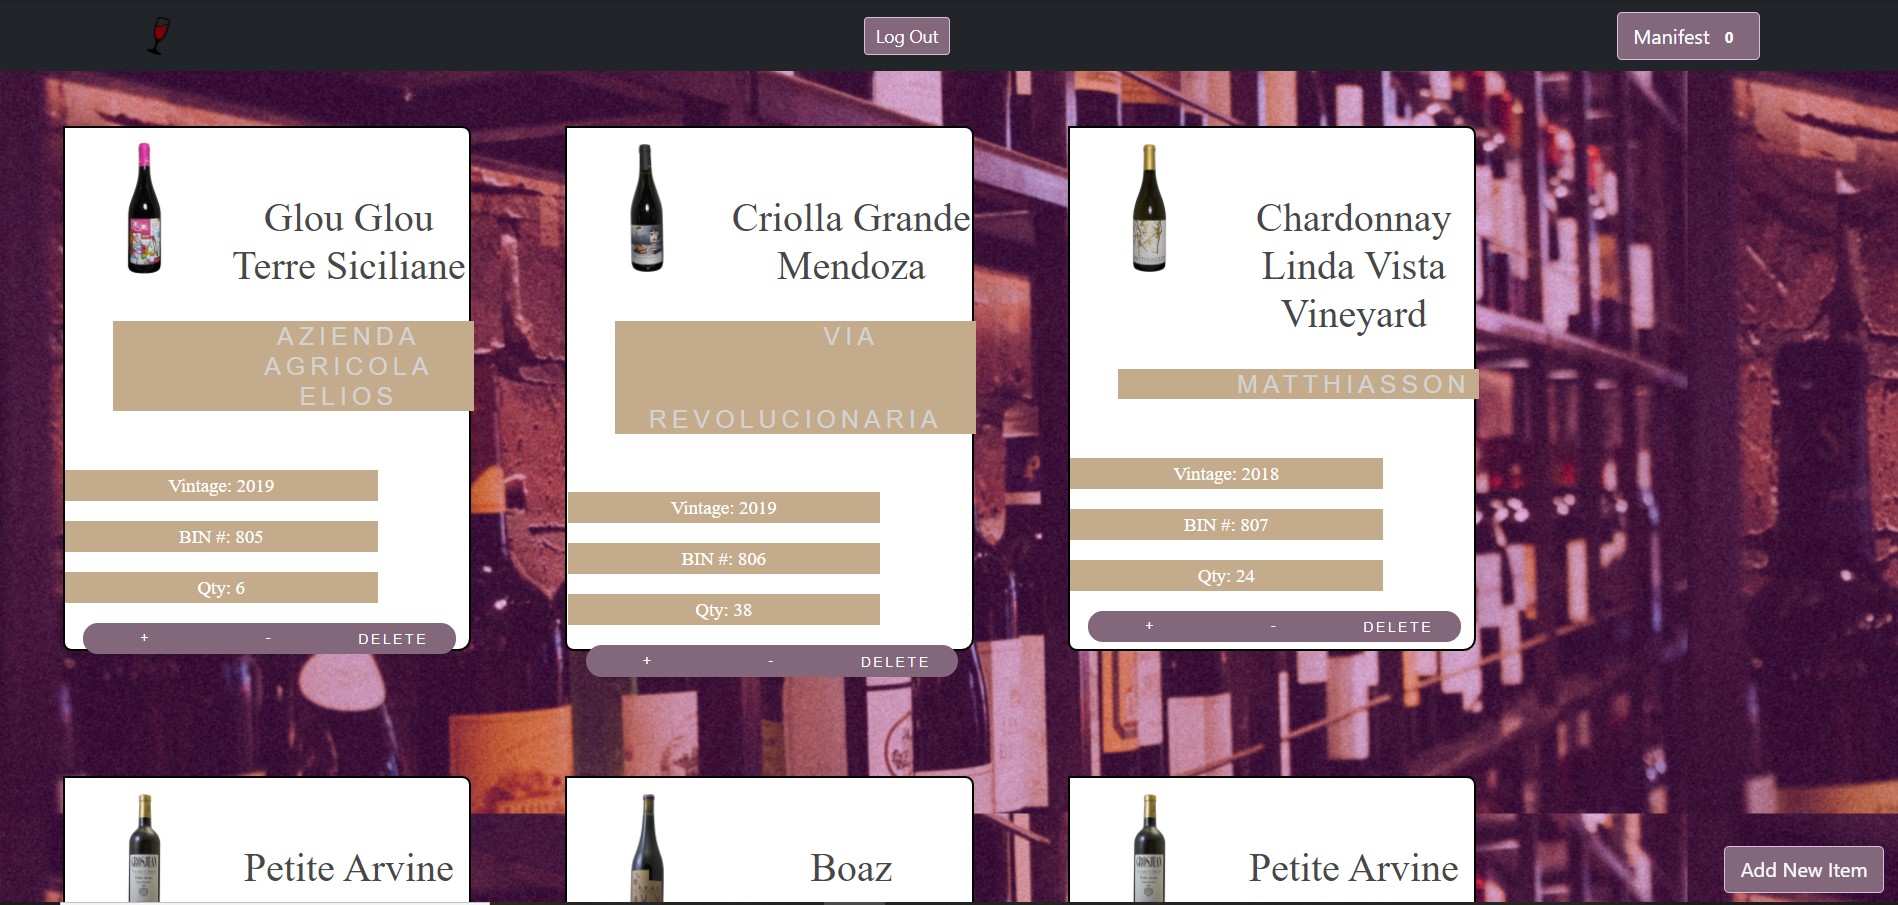 Log Out
Manifest 0
Glou Glou
Terre Siciliane
AZIENDA
AGRICOLA
ELIOS
Vintage: 2019
BIN #: 805
Qty: 6
+ - DELETE
Criolla Grande
Mendoza
VIA
REVOLUCIONARIA
Vintage: 2019
BIN #: 806
Qty: 38
+ - DELETE
Chardonnay
Linda Vista
Vineyard
MATTHIASSON
Vintage: 2018
BIN #: 807
Qty: 24
+ - DELETE
GROSJEAN
Petite Arvine
Boaz
GROSJEAN
Petite Arvine
Add New Item